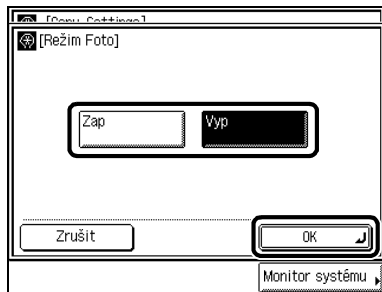 [Copy Settings]
[Režim Foto]
Zap
Vyp
Zrušit
OK
Monitor systému